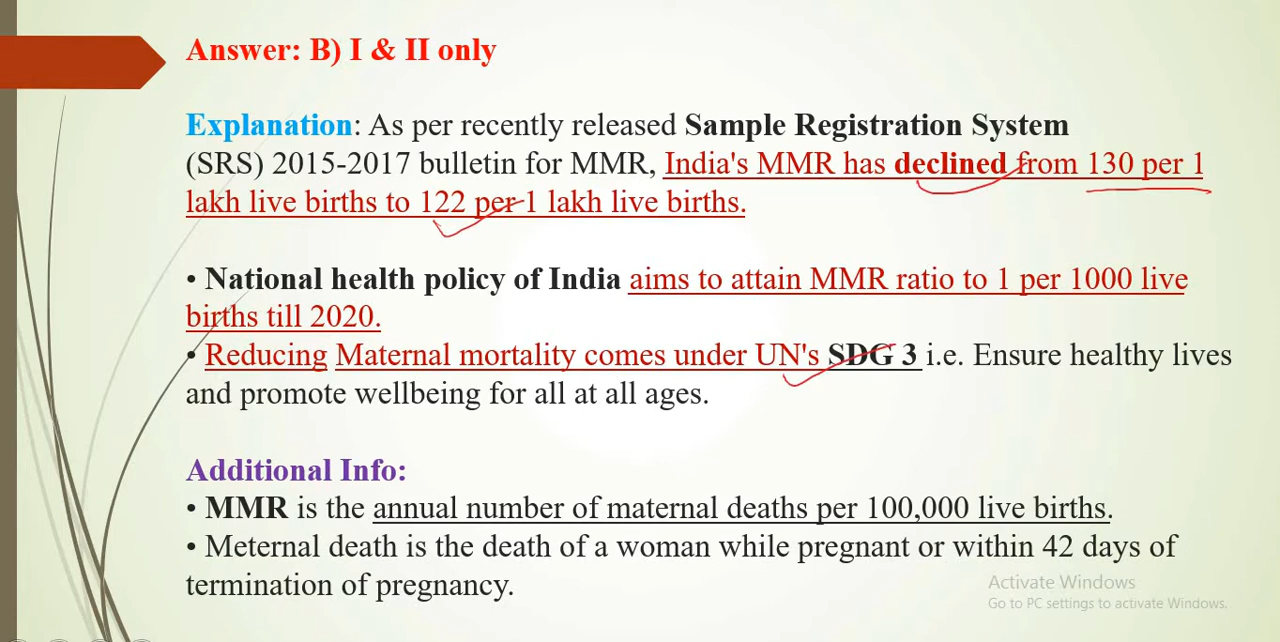 Answer: B) I & II only
Explanation: As per recently released Sample Registration System
(SRS) 2015-2017 bulletin for MMR, India's MMR has declined from 130 per 1
lakh live births to 122 per 1 lakh live births.
• National health policy of India aims to attain MMR ratio to 1 per 1000 live
births till 2020.
• Reducing Maternal mortality comes under UN's SDG 3 i.e. Ensure healthy lives
and promote wellbeing for all at all ages.
Additional Info:
• MMR is the annual number of maternal deaths per 100,000 live births.
• Meternal death is the death of a woman while pregnant or within 42 days of
termination of pregnancy.
Activate Windows
Go to PC settings to activate Windows.